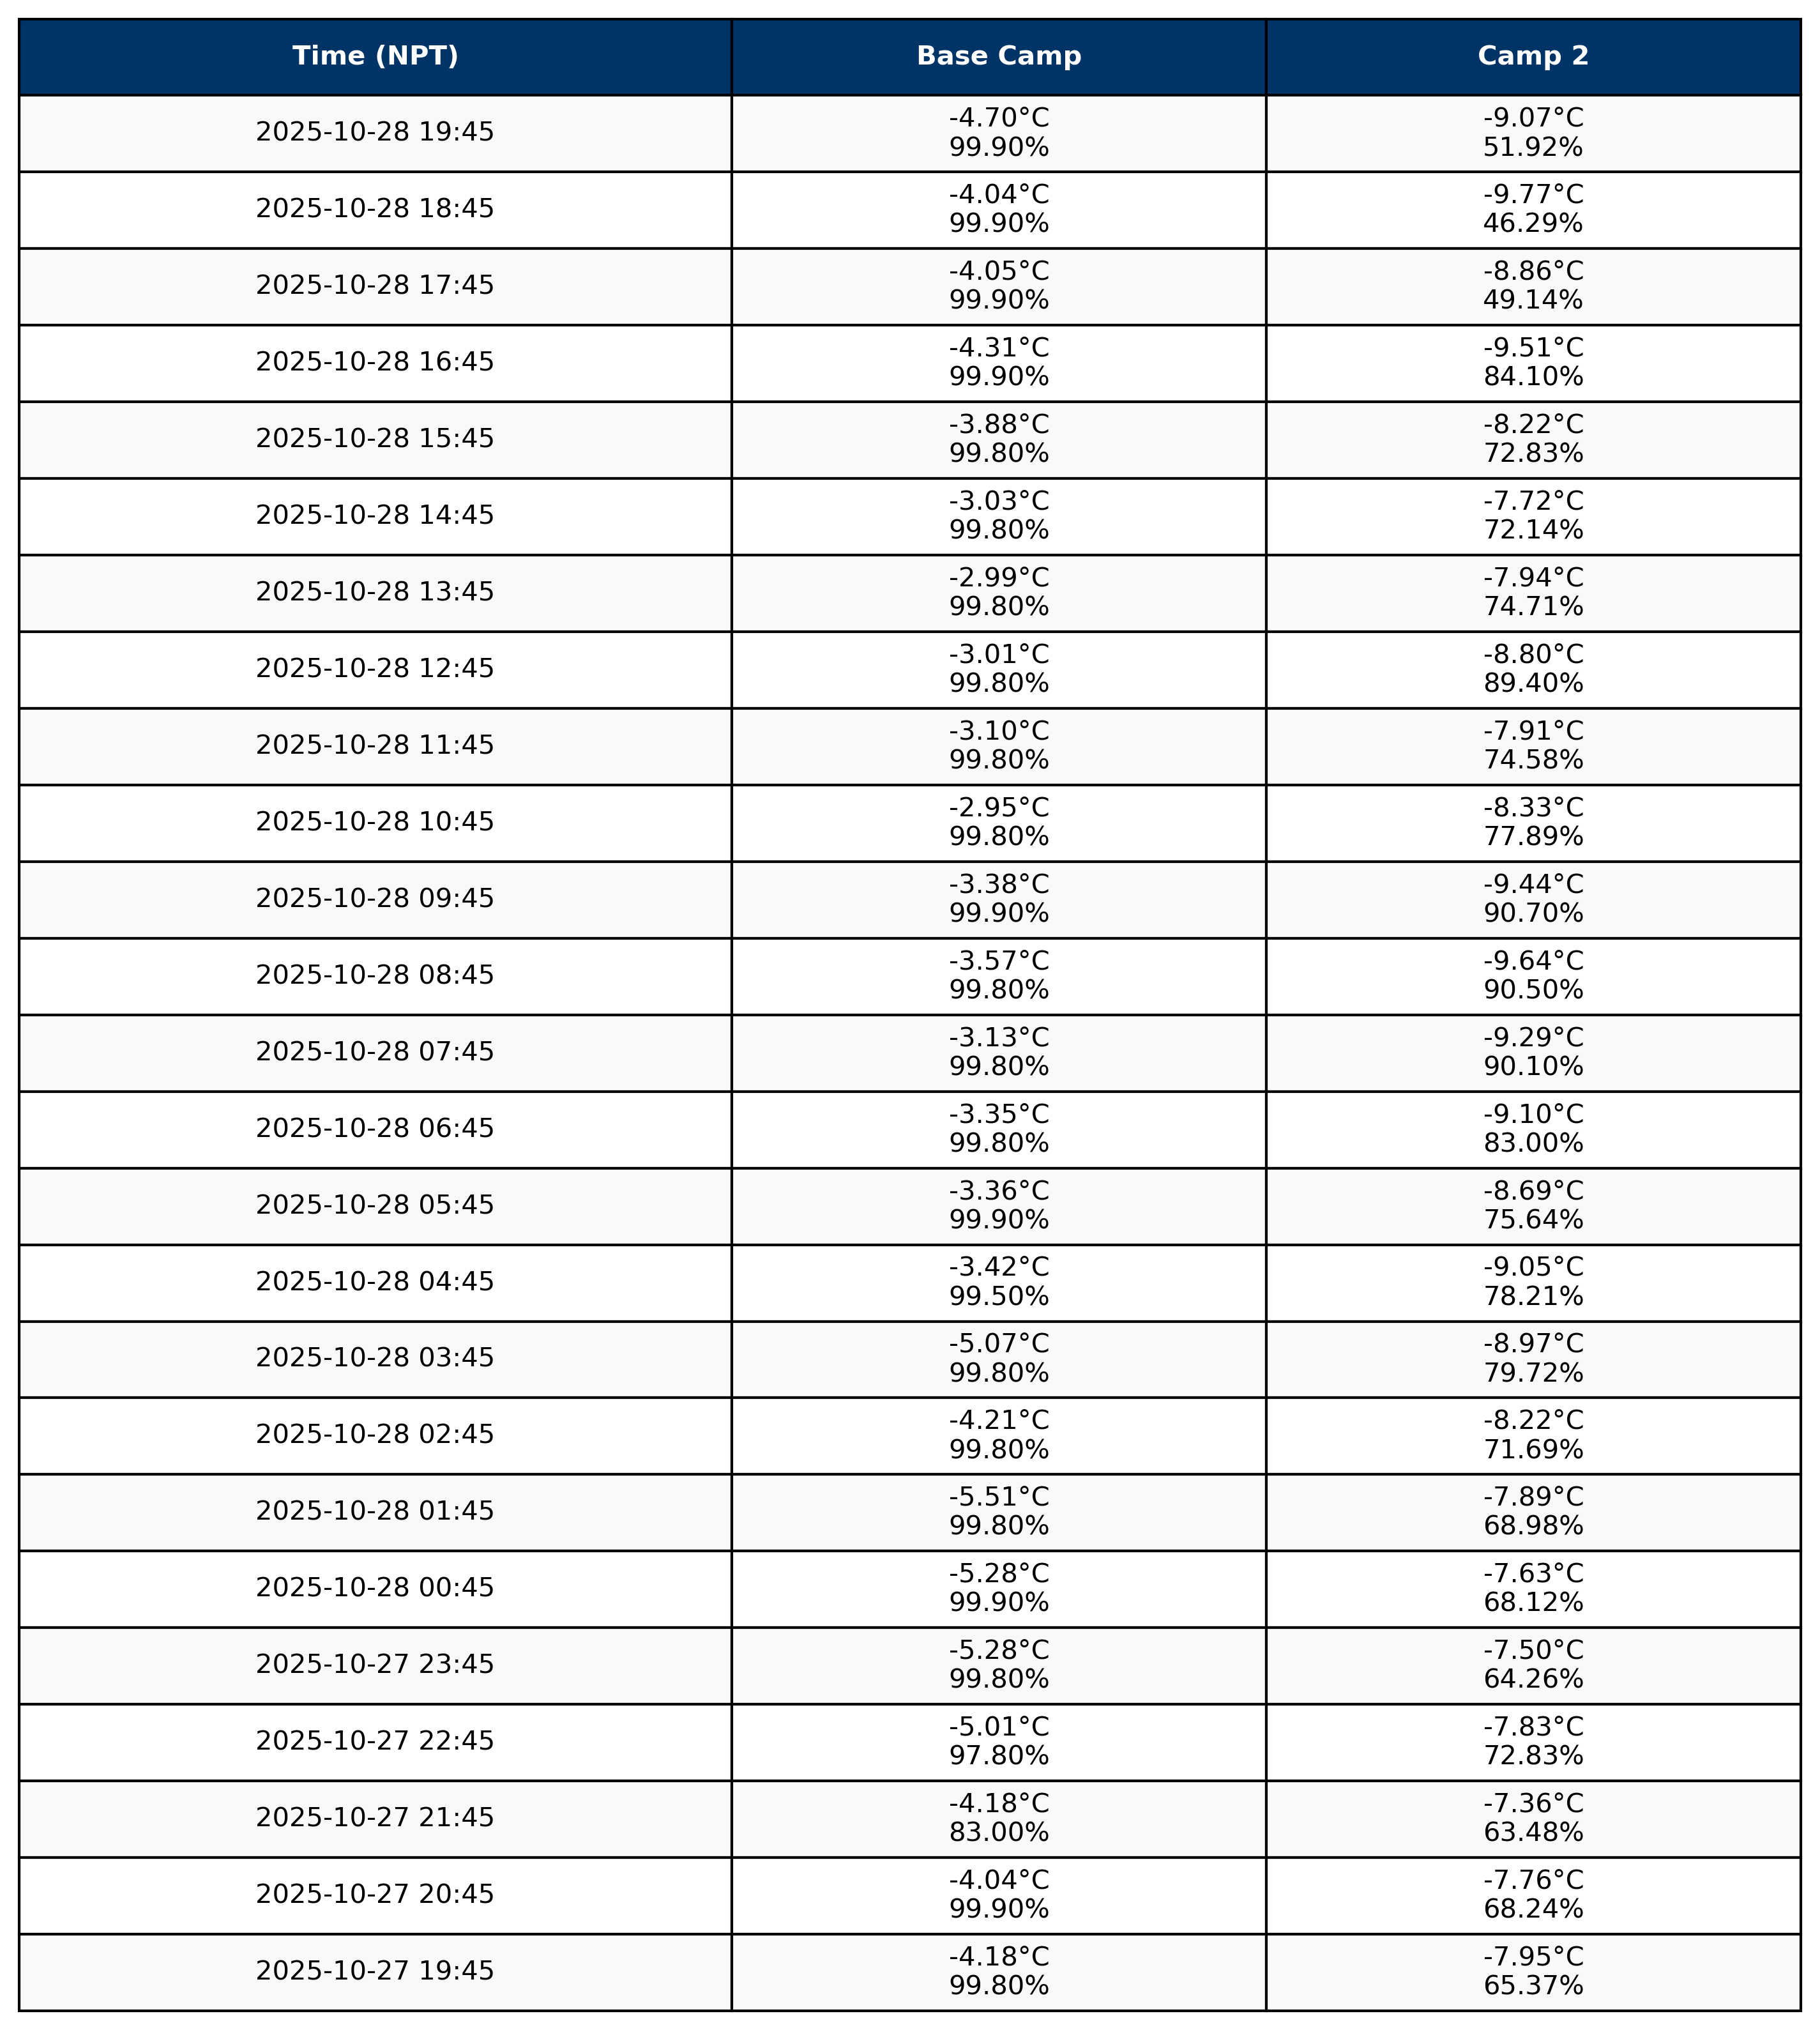 Time (NPT) Base Camp Camp 2
2025-10-28 19:45 -4.70°C -9.07°C
99.90% 51.92%
2025-10-28 18:45 -4.04°C -9.77°C
99.90% 46.29%
2025-10-28 17:45 -4.05°C -8.86°C
99.90% 49.14%
2025-10-28 16:45 -4.31°C -9.51°C
99.90% 84.10%
2025-10-28 15:45 -3.88°C -8.22°C
99.80% 72.83%
2025-10-28 14:45 -3.03°C -7.72°C
99.80% 72.14%
2025-10-28 13:45 -2.99°C -7.94°C
99.80% 74.71%
2025-10-28 12:45 -3.01°C -8.80°C
99.80% 89.40%
2025-10-28 11:45 -3.10°C -7.91°C
99.80% 74.58%
2025-10-28 10:45 -2.95°C -8.33°C
99.80% 77.89%
2025-10-28 09:45 -3.38°C -9.44°C
99.90% 90.70%
2025-10-28 08:45 -3.57°C -9.64°C
99.80% 90.50%
2025-10-28 07:45 -3.13°C -9.29°C
99.80% 90.10%
2025-10-28 06:45 -3.35°C -9.10°C
99.80% 83.00%
2025-10-28 05:45 -3.36°C -8.69°C
99.90% 75.64%
2025-10-28 04:45 -3.42°C -9.05°C
99.50% 78.21%
2025-10-28 03:45 -5.07°C -8.97°C
99.80% 79.72%
2025-10-28 02:45 -4.21°C -8.22°C
99.80% 71.69%
2025-10-28 01:45 -5.51°C -7.89°C
99.80% 68.98%
2025-10-28 00:45 -5.28°C -7.63°C
99.90% 68.12%
2025-10-27 23:45 -5.28°C -7.50°C
99.80% 64.26%
2025-10-27 22:45 -5.01°C -7.83°C
97.80% 72.83%
2025-10-27 21:45 -4.18°C -7.36°C
83.00% 63.48%
2025-10-27 20:45 -4.04°C -7.76°C
99.90% 68.24%
2025-10-27 19:45 -4.18°C -7.95°C
99.80% 65.37%